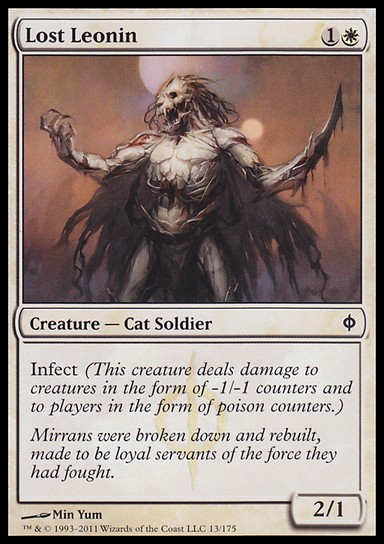 Lost Leonin 1
Creature — Cat Soldier
Infect (This creature deals damage to
creatures in the form of -1/-1 counters and
to players in the form of poison counters.)
Mirrans were broken down and rebuilt,
made to be loyal servants of the force they
had fought.
Min Yum
2/1
™ & © 1993–2011 Wizards of the Coast LLC 13/175